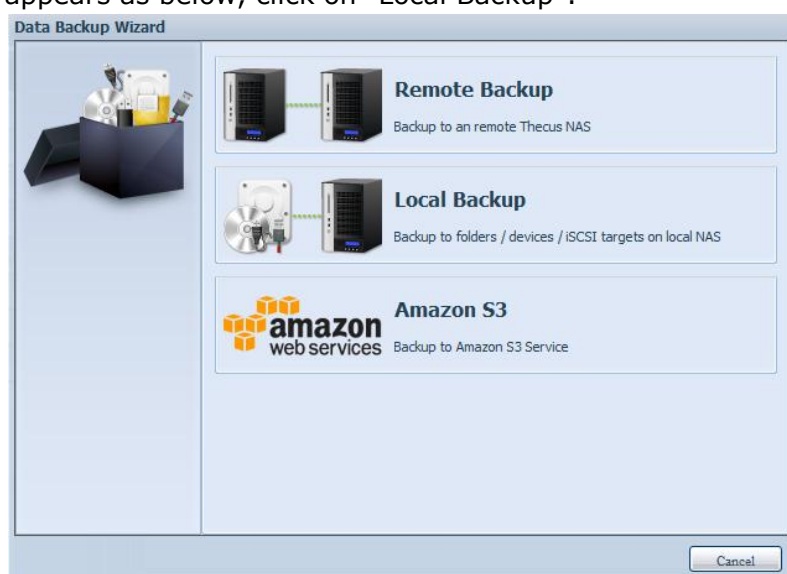 appears as below, click on "Local Backup".
Data Backup Wizard
Remote Backup
Backup to an remote Thecus NAS
Local Backup
Backup to folders / devices / iSCSI targets on local NAS
amazon
web services
Amazon S3
Backup to Amazon S3 Service
Cancel